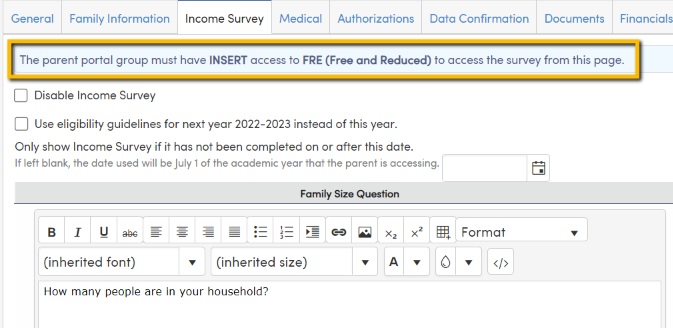 General Family Information Income Survey Medical Authorizations Data Confirmation Documents Financials
The parent portal group must have INSERT access to FRE (Free and Reduced) to access the survey from this page.
Disable Income Survey
Use eligibility guidelines for next year 2022-2023 instead of this year.
Only show Income Survey if it has not been completed on or after this date.
If left blank, the date used will be July 1 of the academic year that the parent is accessing.
Family Size Question
B I U abc X₂ X² Format
(inherited font) (inherited size) A </>
How many people are in your household?